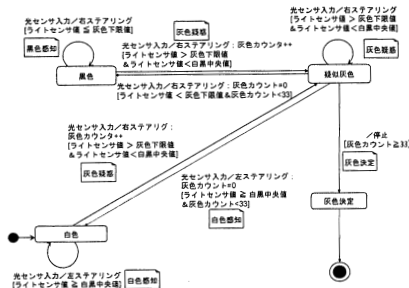 光センサ入力／右ステアリング
[ライトセンサ値 ≦ 灰色下限値]
黒色感知
灰色疑惑
光センサ入力／右ステアリング：灰色カウンタ++
[ライトセンサ値 > 灰色下限値
&ライトセンサ値<白黒中央値]
光センサ入力／右ステアリング
[ライトセンサ値 > 灰色下限値
&ライトセンサ値<白黒中央値]
灰色疑惑
黒色
疑似灰色
光センサ入力／右ステアリング：灰色カウント=0
[ライトセンサ値 < 灰色下限値&灰色カウント<33]
光センサ入力／右ステアリング：
灰色カウンタ++
[ライトセンサ値 > 灰色下限値
&ライトセンサ値<白黒中央値]
灰色疑惑
／停止
[灰色カウント≧33]
灰色決定
光センサ入力／左ステアリング：
灰色カウント=0
[ライトセンサ値 ≧ 白黒中央値
&灰色カウント<33]
白色感知
灰色決定
白色
光センサ入力／左ステアリング
[ライトセンサ値 ≧ 白黒中央値]
白色感知